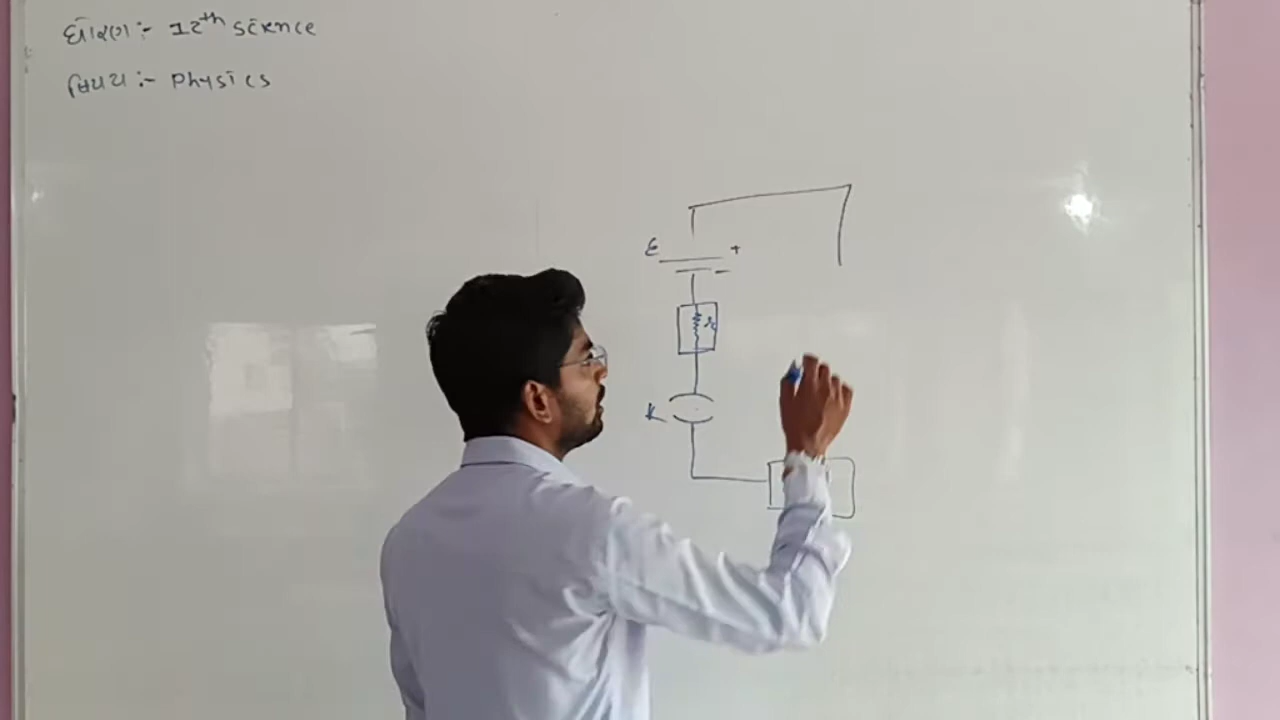 ધોરણ :- 12th science
વિષય :- Physics
ε +
-
r
K